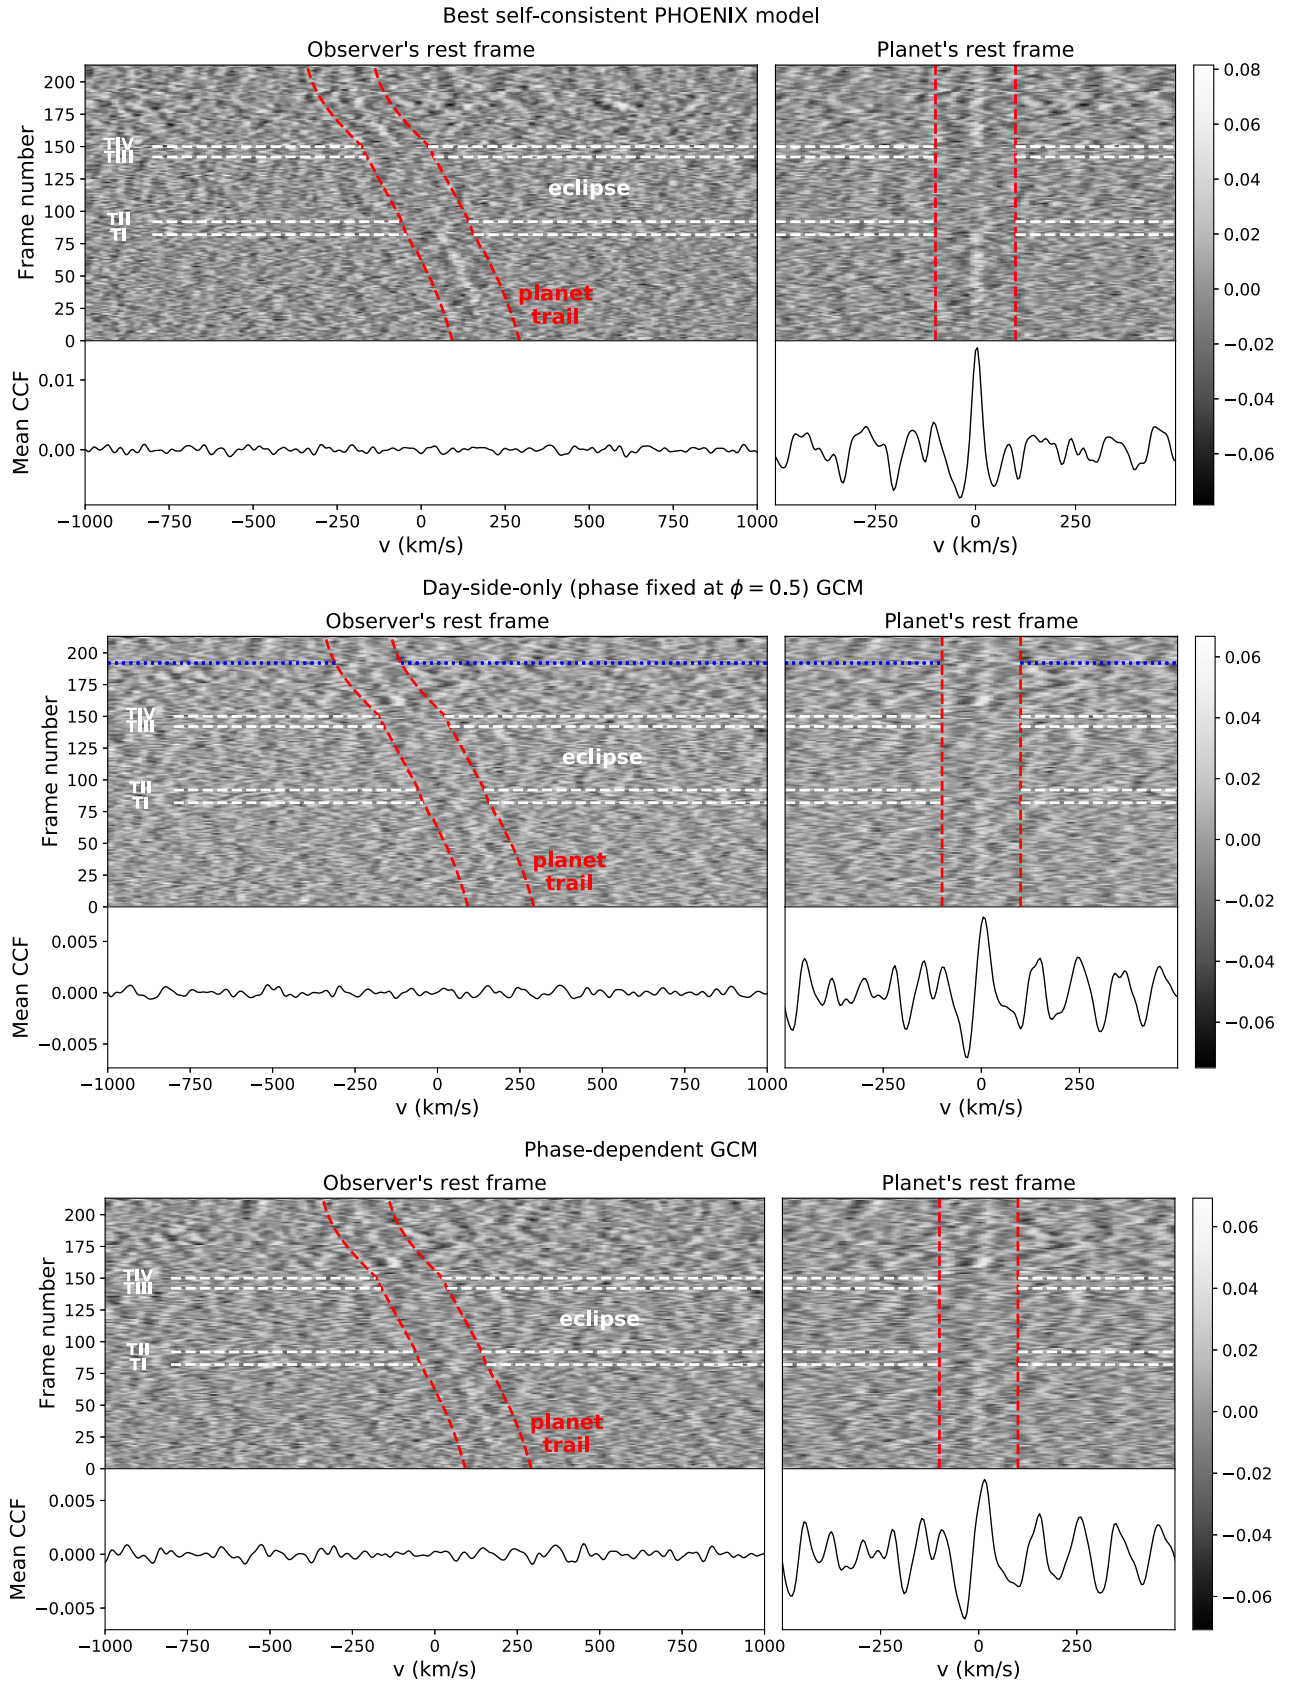 Best self-consistent PHOENIX model
Observer's rest frame
Planet's rest frame
Frame number
200
175
150
125
100
75
50
25
0
TIV
TIII
TII
TI
eclipse
planet
trail
0.08
0.06
0.04
0.02
0.00
−0.02
−0.04
−0.06
Mean CCF
0.01
0.00
−1000 −750 −500 −250 0 250 500 750 1000
v (km/s)
−250 0 250
v (km/s)
Day-side-only (phase fixed at ϕ = 0.5) GCM
Observer's rest frame
Planet's rest frame
Frame number
200
175
150
125
100
75
50
25
0
TIV
TIII
TII
TI
eclipse
planet
trail
0.06
0.04
0.02
0.00
−0.02
−0.04
−0.06
Mean CCF
0.005
0.000
−0.005
−1000 −750 −500 −250 0 250 500 750 1000
v (km/s)
−250 0 250
v (km/s)
Phase-dependent GCM
Observer's rest frame
Planet's rest frame
Frame number
200
175
150
125
100
75
50
25
0
TIV
TIII
TII
TI
eclipse
planet
trail
0.06
0.04
0.02
0.00
−0.02
−0.04
−0.06
Mean CCF
0.005
0.000
−0.005
−1000 −750 −500 −250 0 250 500 750 1000
v (km/s)
−250 0 250
v (km/s)